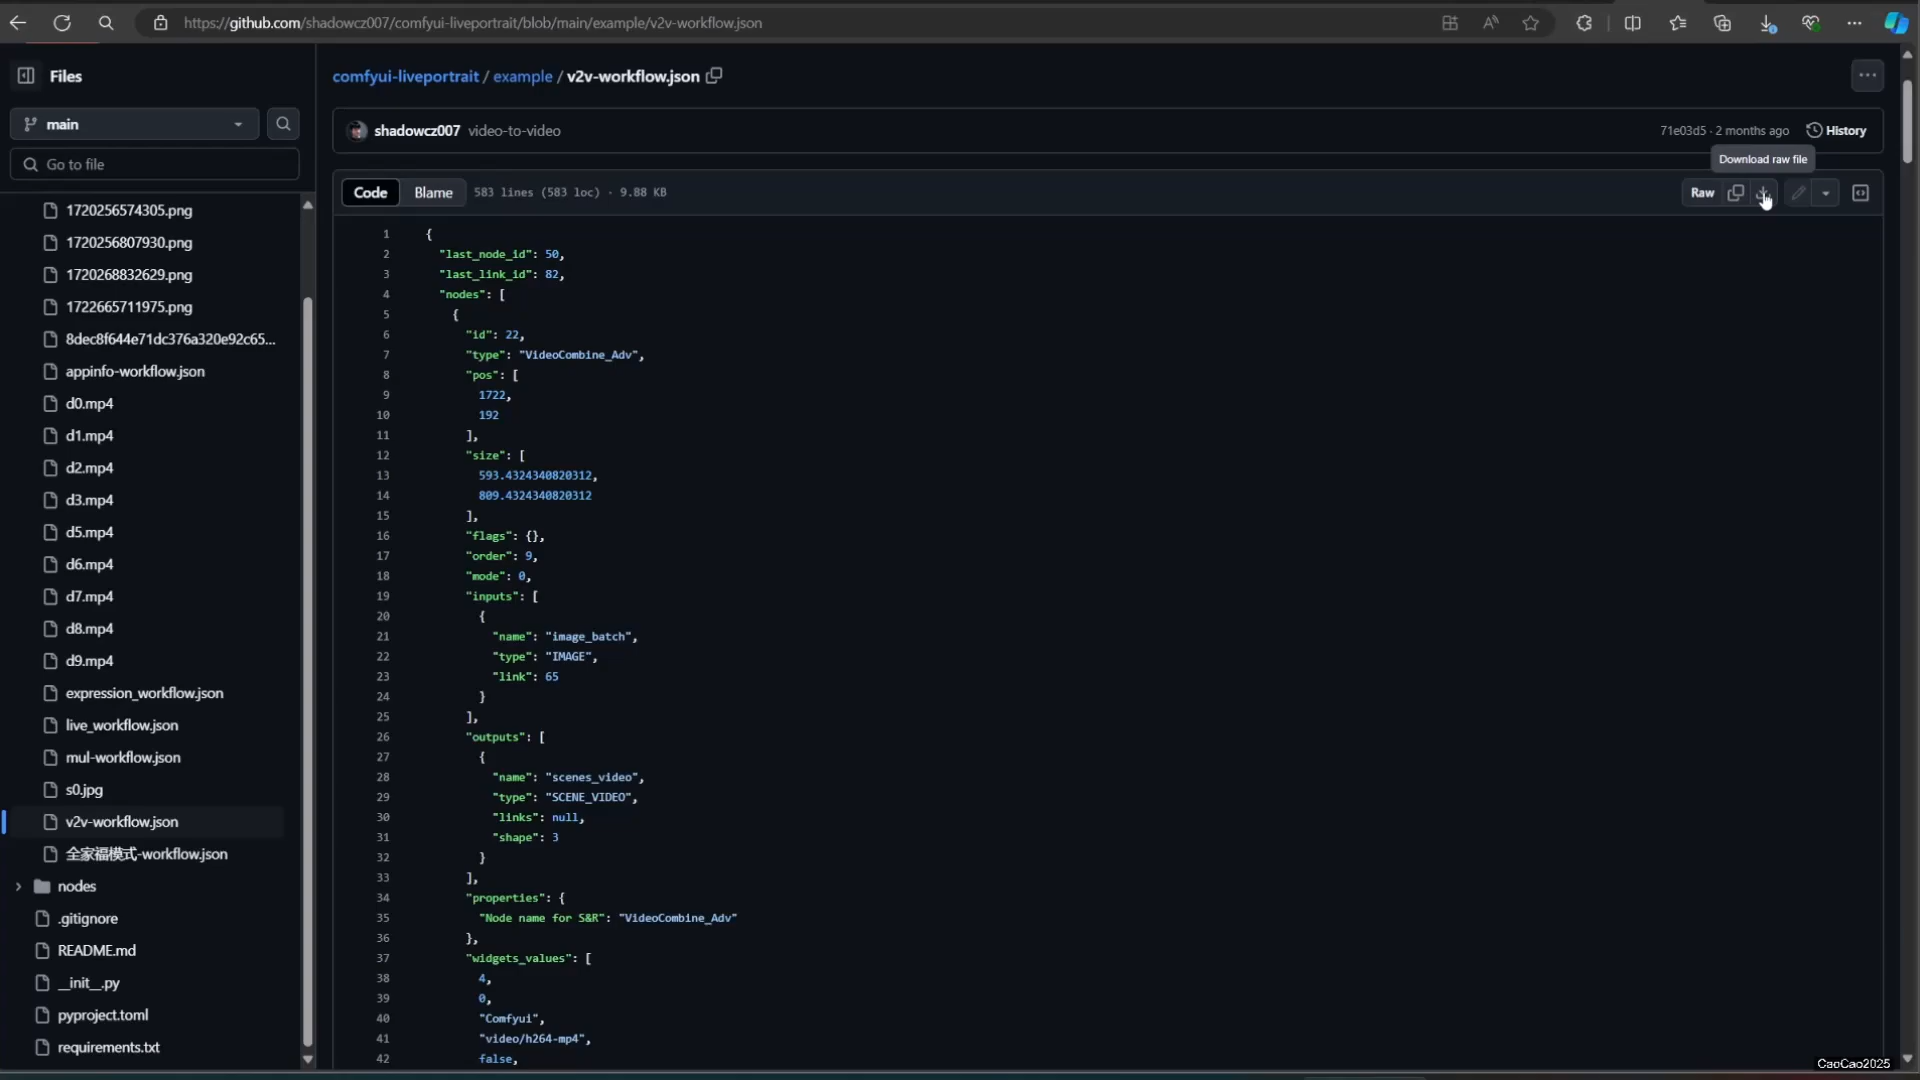 https://github.com/shadowcz007/comfyui-liveportrait/blob/main/example/v2v-workflow.json
Files
comfyui-liveportrait / example / v2v-workflow.json
main
shadowcz007 video-to-video
71e03d5 · 2 months ago
History
Go to file
Download raw file
Code
Blame
583 lines (583 loc) · 9.88 KB
Raw
1720256574305.png
1720256807930.png
1720268832629.png
1722665711975.png
8dec8f644e71dc376a320e92c65...
appinfo-workflow.json
d0.mp4
d1.mp4
d2.mp4
d3.mp4
d5.mp4
d6.mp4
d7.mp4
d8.mp4
d9.mp4
expression_workflow.json
live_workflow.json
mul-workflow.json
s0.jpg
v2v-workflow.json
全家福模式-workflow.json
nodes
.gitignore
README.md
__init__.py
pyproject.toml
requirements.txt
1 {
2 "last_node_id": 50,
3 "last_link_id": 82,
4 "nodes": [
5 {
6 "id": 22,
7 "type": "VideoCombine_Adv",
8 "pos": [
9 1722,
10 192
11 ],
12 "size": [
13 593.4324340820312,
14 809.4324340820312
15 ],
16 "flags": {},
17 "order": 9,
18 "mode": 0,
19 "inputs": [
20 {
21 "name": "image_batch",
22 "type": "IMAGE",
23 "link": 65
24 }
25 ],
26 "outputs": [
27 {
28 "name": "scenes_video",
29 "type": "SCENE_VIDEO",
30 "links": null,
31 "shape": 3
32 }
33 ],
34 "properties": {
35 "Node name for S&R": "VideoCombine_Adv"
36 },
37 "widgets_values": [
38 4,
39 0,
40 "Comfyui",
41 "video/h264-mp4",
42 false,
CaoCao2025